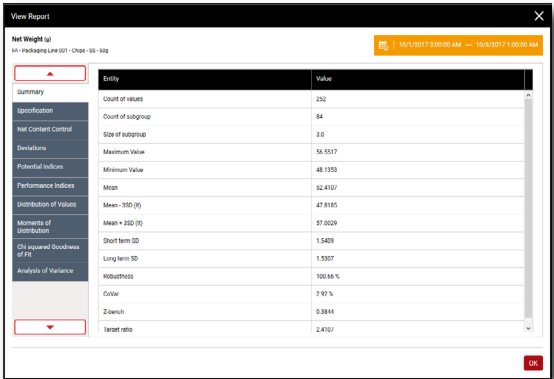 View Report
Net Weight (g)
FA - Packaging Line 001 - Chips - SS - 50g
10/1/2017 9:00:00 AM — 10/8/2017 1:00:00 AM
Summary
Specification
Net Content Control
Deviations
Potential Indices
Performance Indices
Distribution of Values
Moments of
Distribution
Chi squared Goodness
of Fit
Analysis of Variance
Entity Value
Count of values 252
Count of subgroup 84
Size of subgroup 3.0
Maximum Value 56.5517
Minimum Value 48.1353
Mean 52.4107
Mean - 3SD (lt) 47.8185
Mean + 3SD (lt) 57.0029
Short term SD 1.5409
Long term SD 1.5307
Robustness 100.66 %
CoVar 2.92 %
Z-bench 0.3844
Target ratio 2.4107
OK